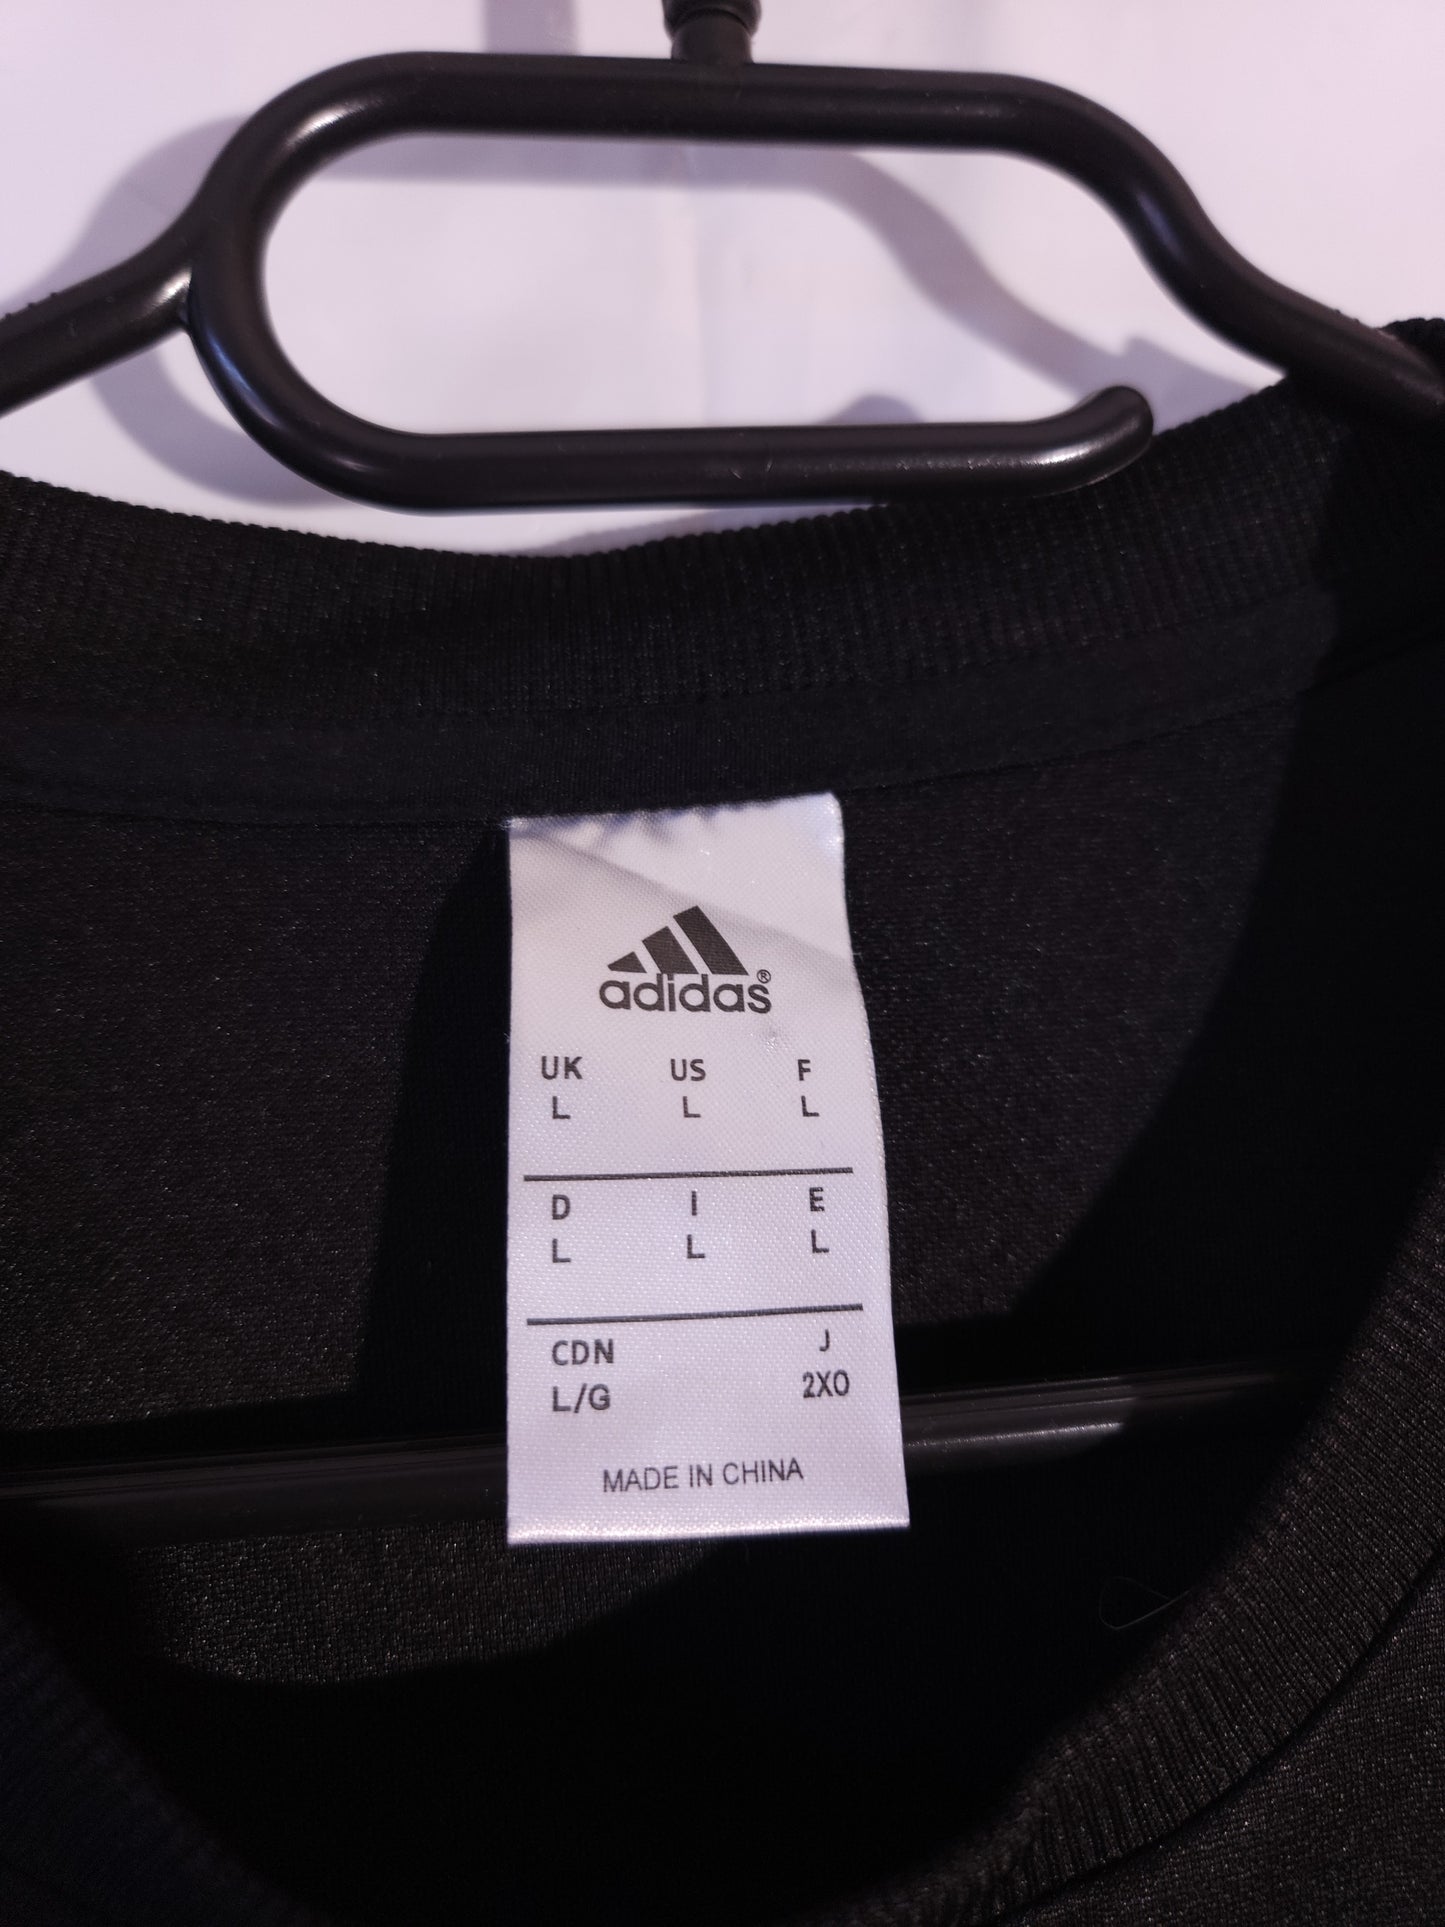 adidas®
UK US F
L L L
D I E
L L L
CDN J
L/G 2XO
MADE IN CHINA